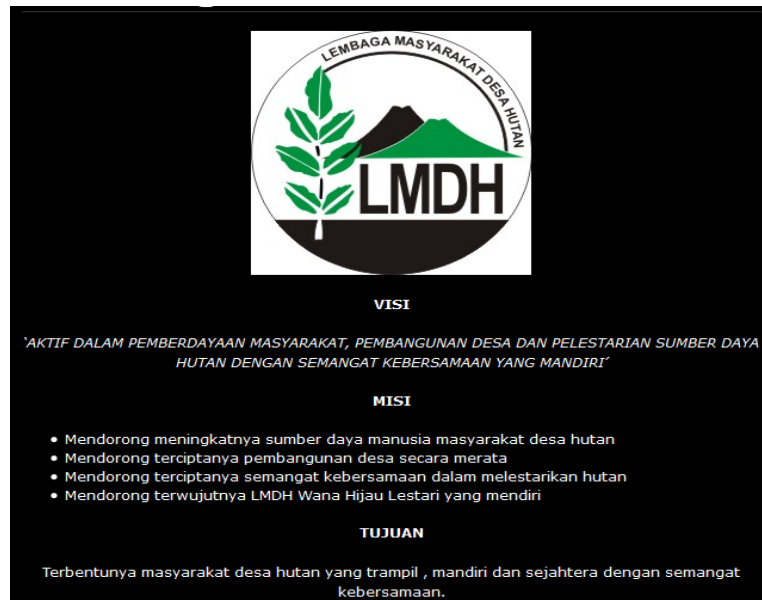 LEMBAGA MASYARAKAT DESA HUTAN
LMDH
VISI
‘AKTIF DALAM PEMBERDAYAAN MASYARAKAT, PEMBANGUNAN DESA DAN PELESTARIAN SUMBER DAYA
HUTAN DENGAN SEMANGAT KEBERSAMAAN YANG MANDIRI’
MISI
• Mendorong meningkatnya sumber daya manusia masyarakat desa hutan
• Mendorong terciptanya pembangunan desa secara merata
• Mendorong terciptanya semangat kebersamaan dalam melestarikan hutan
• Mendorong terwujutnya LMDH Wana Hijau Lestari yang mendiri
TUJUAN
Terbentunya masyarakat desa hutan yang trampil , mandiri dan sejahtera dengan semangat
kebersamaan.